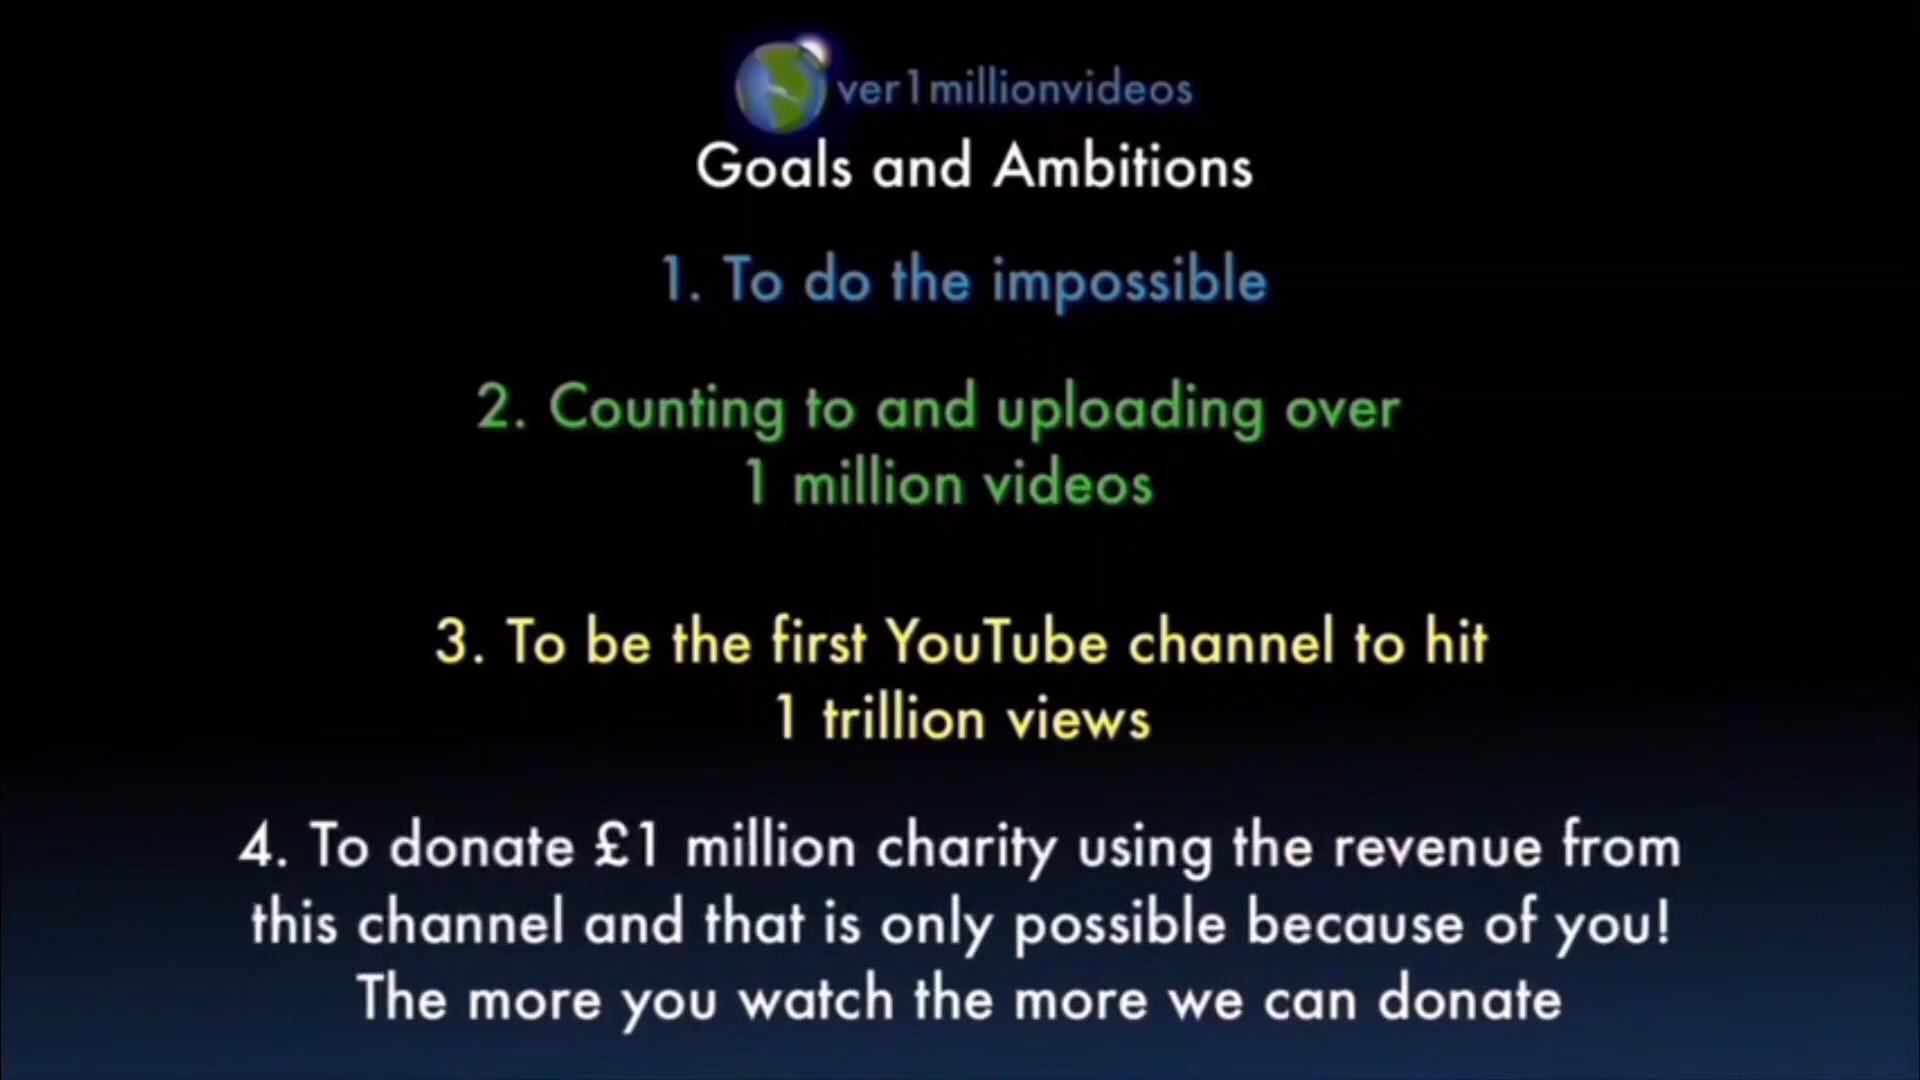 ver1millionvideos
Goals and Ambitions
1. To do the impossible
2. Counting to and uploading over
1 million videos
3. To be the first YouTube channel to hit
1 trillion views
4. To donate £1 million charity using the revenue from
this channel and that is only possible because of you!
The more you watch the more we can donate